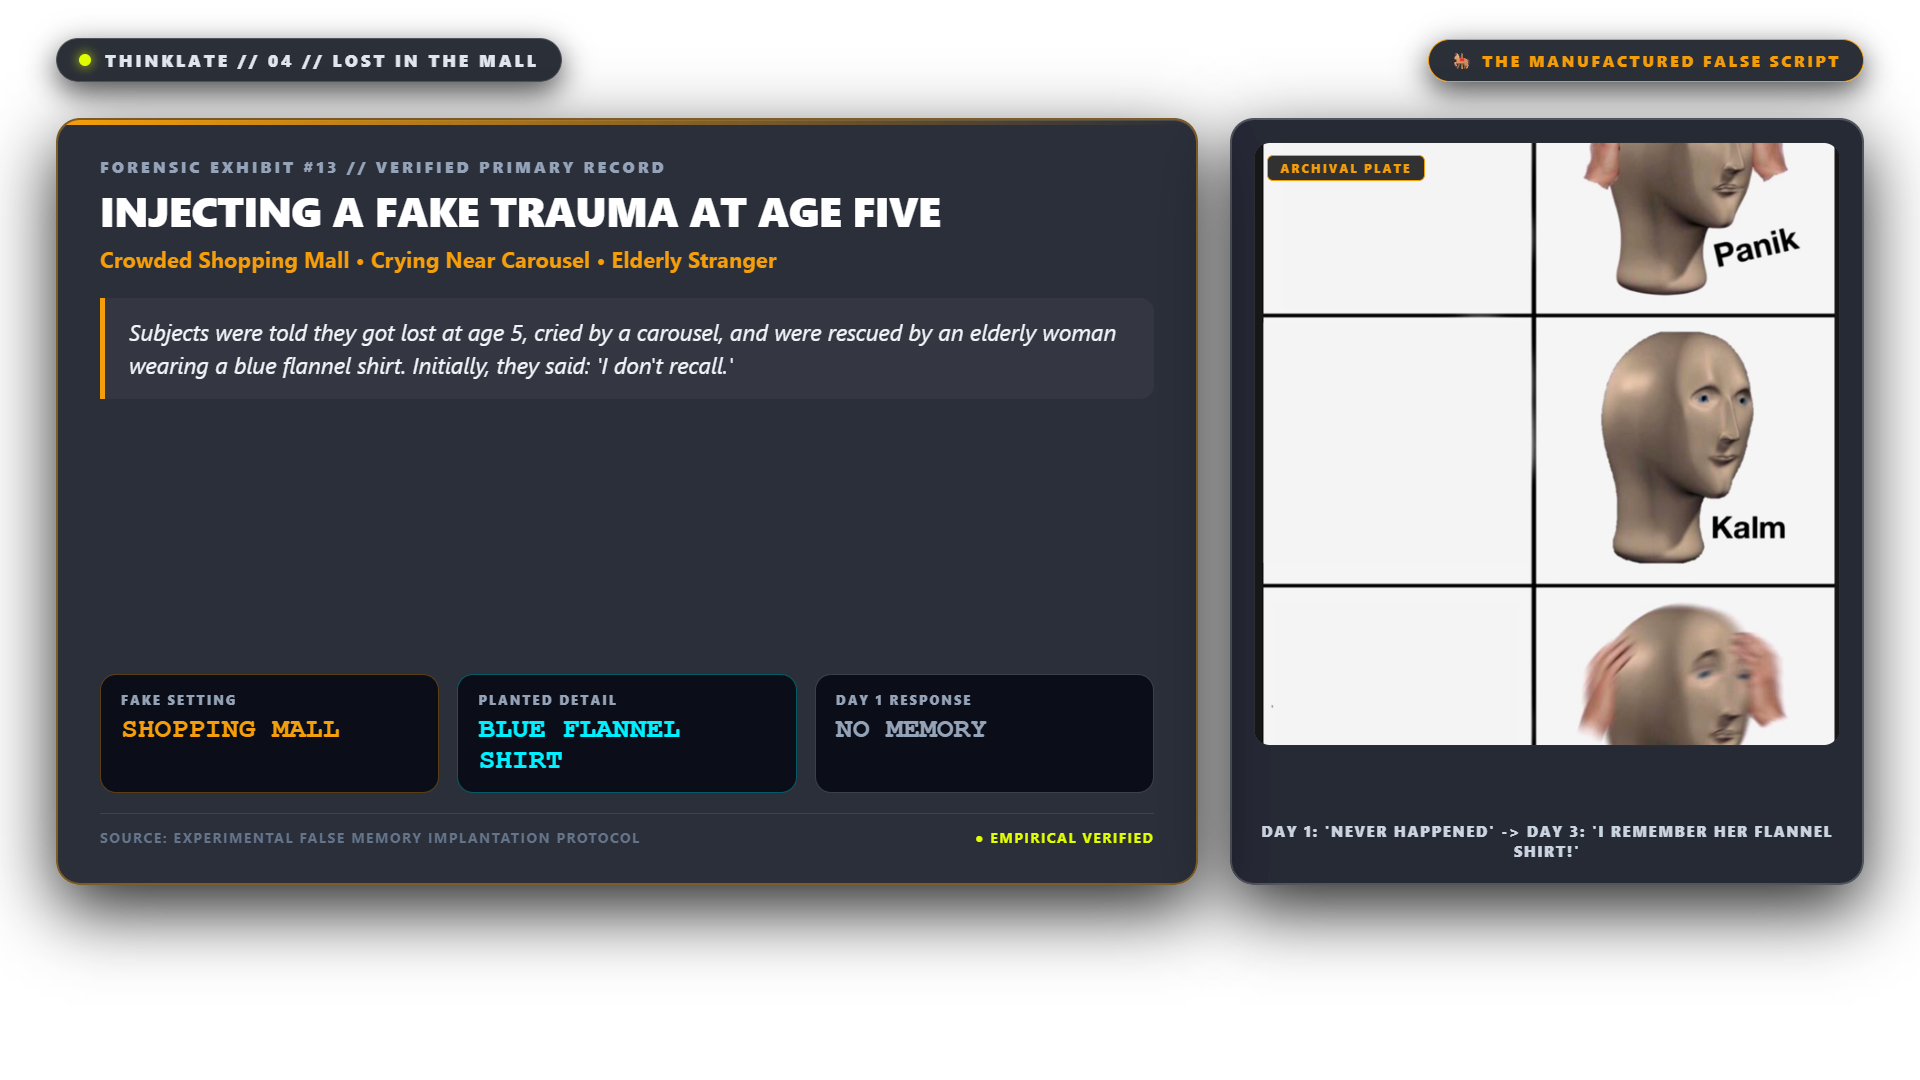 THINKLATE // 04 // LOST IN THE MALL
THE MANUFACTURED FALSE SCRIPT
FORENSIC EXHIBIT #13 // VERIFIED PRIMARY RECORD
INJECTING A FAKE TRAUMA AT AGE FIVE
Crowded Shopping Mall • Crying Near Carousel • Elderly Stranger
Subjects were told they got lost at age 5, cried by a carousel, and were rescued by an elderly woman
wearing a blue flannel shirt. Initially, they said: 'I don't recall.'
FAKE SETTING
SHOPPING MALL
PLANTED DETAIL
BLUE FLANNEL
SHIRT
DAY 1 RESPONSE
NO MEMORY
SOURCE: EXPERIMENTAL FALSE MEMORY IMPLANTATION PROTOCOL
● EMPIRICAL VERIFIED
ARCHIVAL PLATE
Panik
Kalm
DAY 1: 'NEVER HAPPENED' -> DAY 3: 'I REMEMBER HER FLANNEL
SHIRT!'